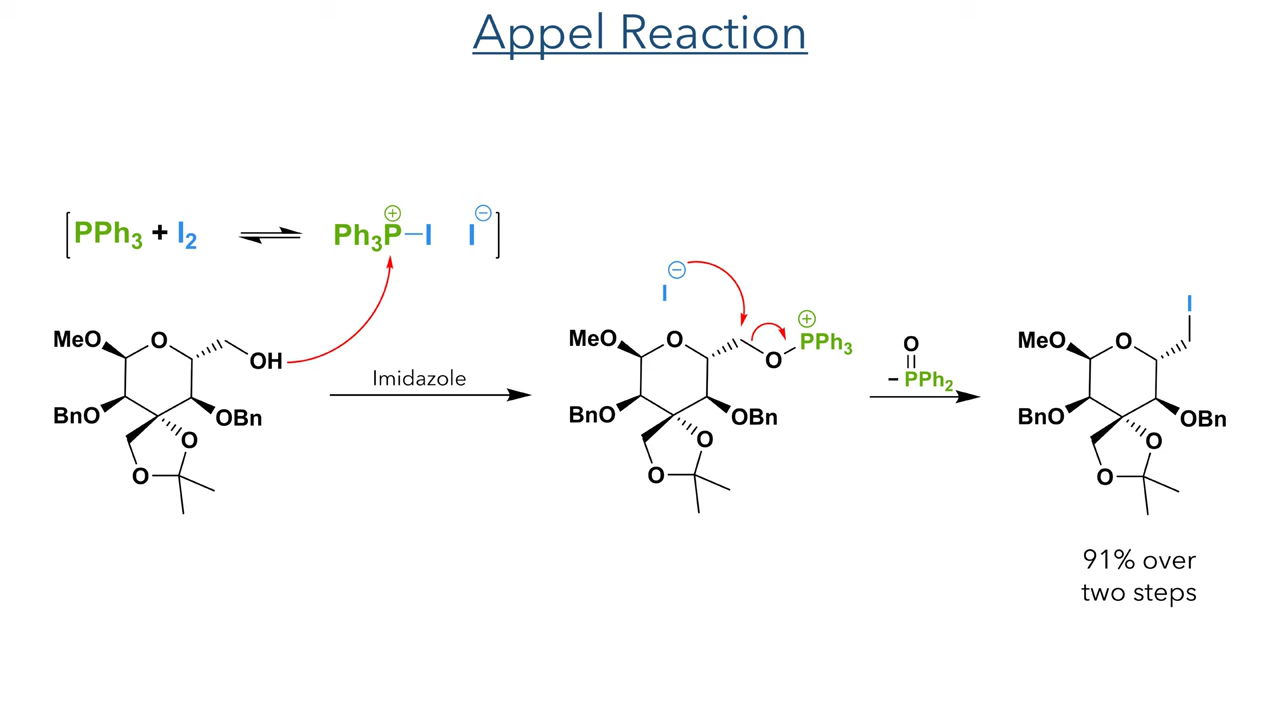 Appel Reaction
[PPh3 + I2 ⇌ Ph3P⊕–I I⊖]
MeO O OH
BnO OBn
O
O
Imidazole
I⊖
MeO O O PPh3⊕
BnO OBn
O
O
O
– PPh2
I
MeO O
BnO OBn
O
O
91% over
two steps